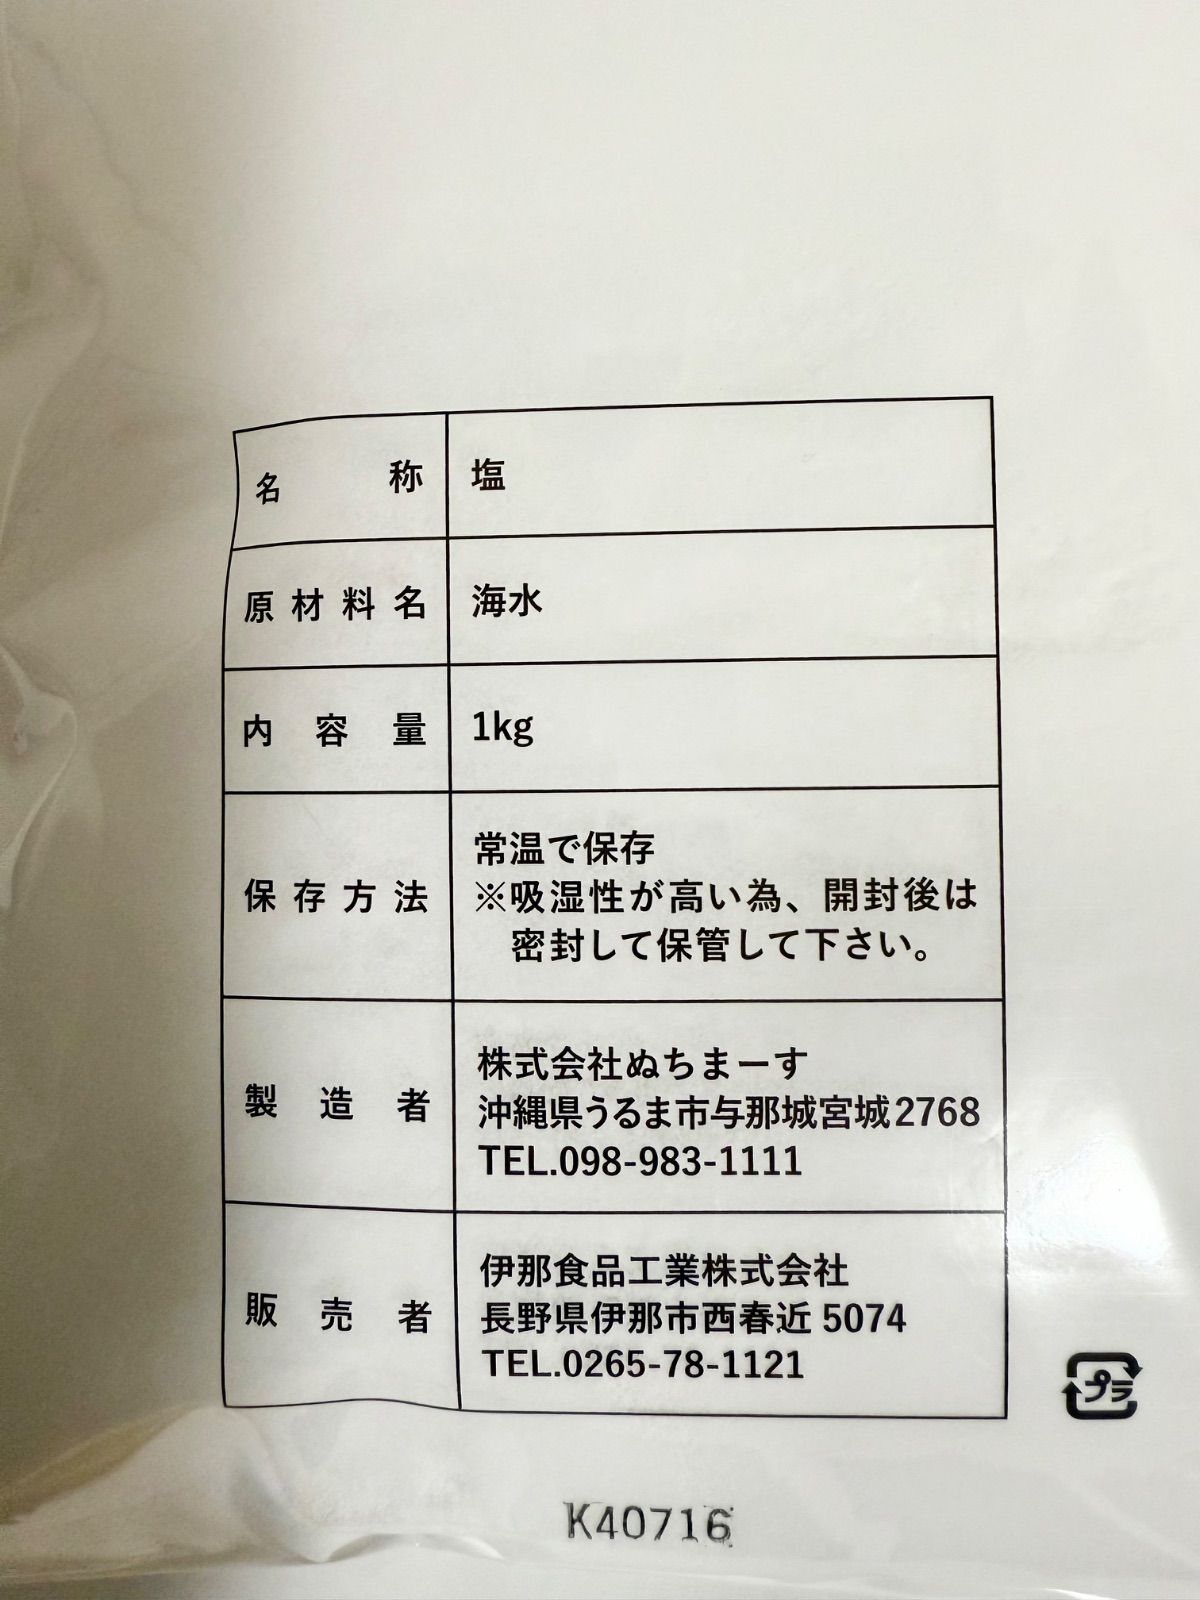 名称 塩
原材料名 海水
内容量 1kg
保存方法 常温で保存
※吸湿性が高い為、開封後は
密封して保管して下さい。
製造者 株式会社ぬちまーす
沖縄県うるま市与那城宮城2768
TEL.098-983-1111
販売者 伊那食品工業株式会社
長野県伊那市西春近 5074
TEL.0265-78-1121
プラ
K40716